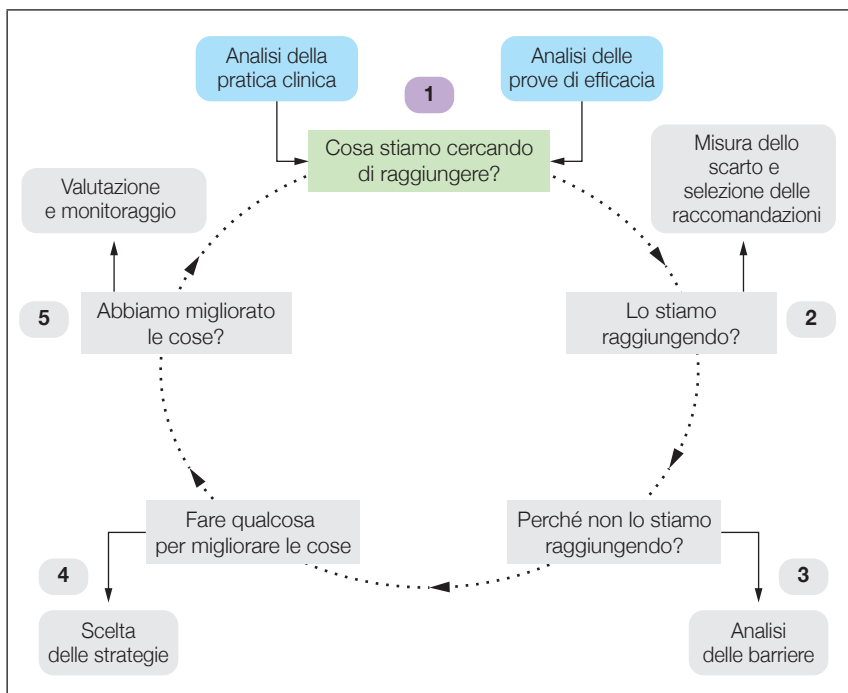 Analisi della
pratica clinica
Analisi delle
prove di efficacia
1
Cosa stiamo cercando
di raggiungere?
Misura dello
scarto e
selezione delle
raccomandazioni
Valutazione
e monitoraggio
5
Abbiamo migliorato
le cose?
Lo stiamo
raggiungendo?
2
Fare qualcosa
per migliorare le cose
Perché non lo stiamo
raggiungendo?
4
3
Scelta
delle strategie
Analisi
delle barriere